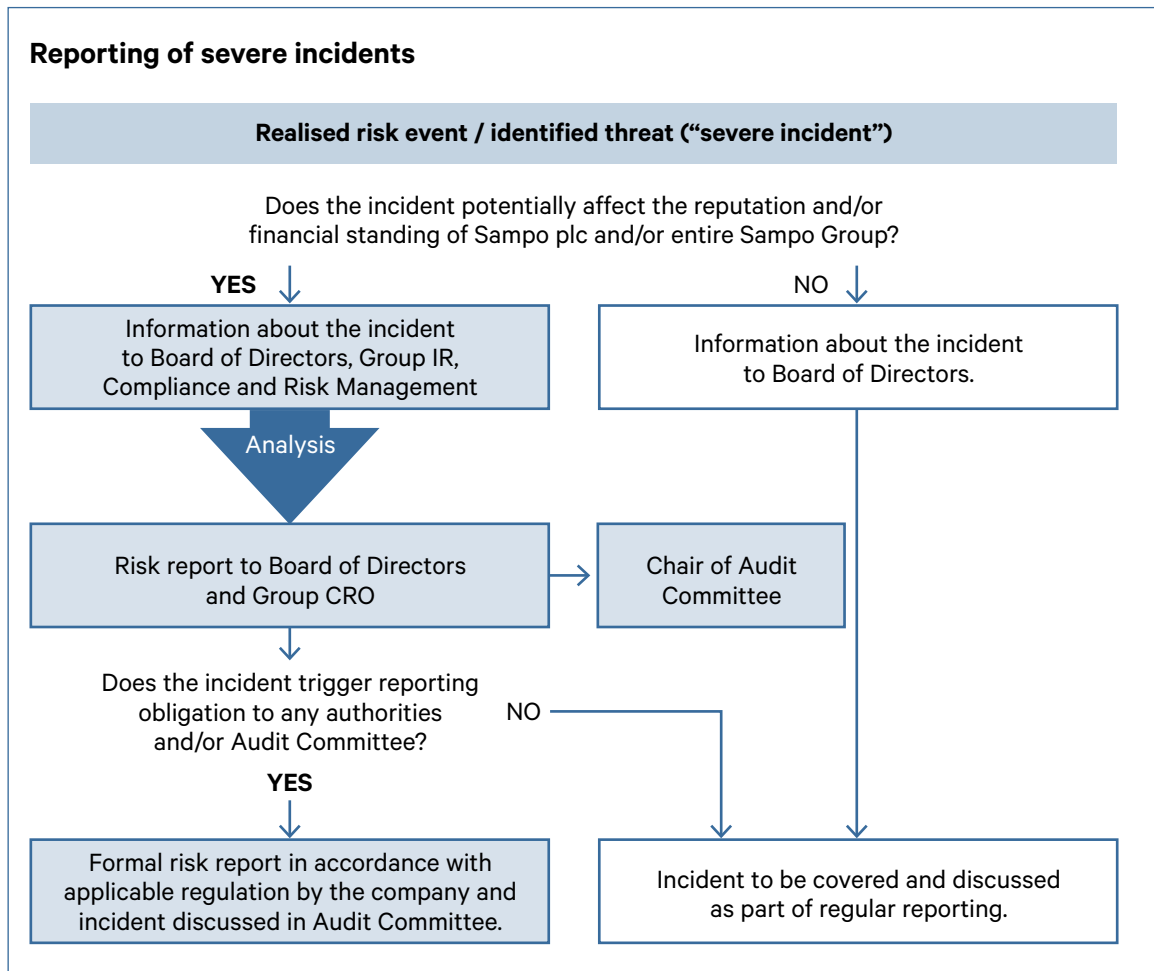 Reporting of severe incidents
Realised risk event / identified threat (“severe incident”)
Does the incident potentially affect the reputation and/or
financial standing of Sampo plc and/or entire Sampo Group?
YES
NO
Information about the incident
to Board of Directors, Group IR,
Compliance and Risk Management
Information about the incident
to Board of Directors.
Analysis
Risk report to Board of Directors
and Group CRO
Chair of Audit
Committee
Does the incident trigger reporting
obligation to any authorities
and/or Audit Committee?
NO
YES
Formal risk report in accordance with
applicable regulation by the company and
incident discussed in Audit Committee.
Incident to be covered and discussed
as part of regular reporting.